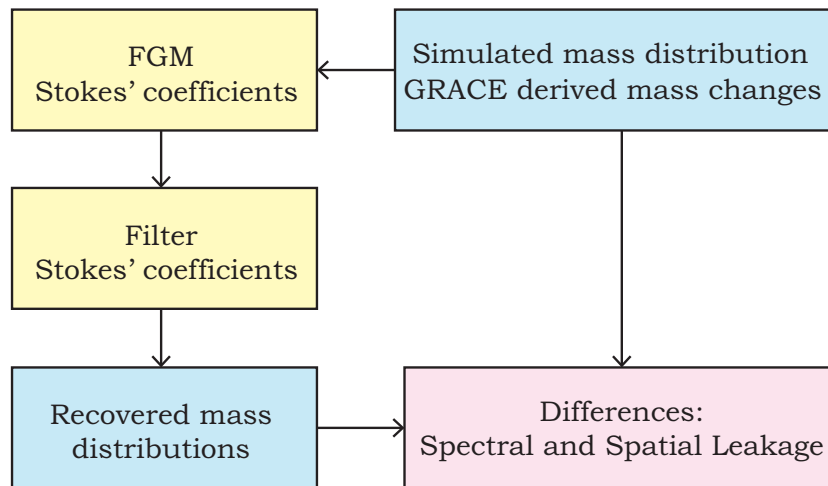 FGM
Stokes’ coefficients
Simulated mass distribution
GRACE derived mass changes
Filter
Stokes’ coefficients
Recovered mass
distributions
Differences:
Spectral and Spatial Leakage